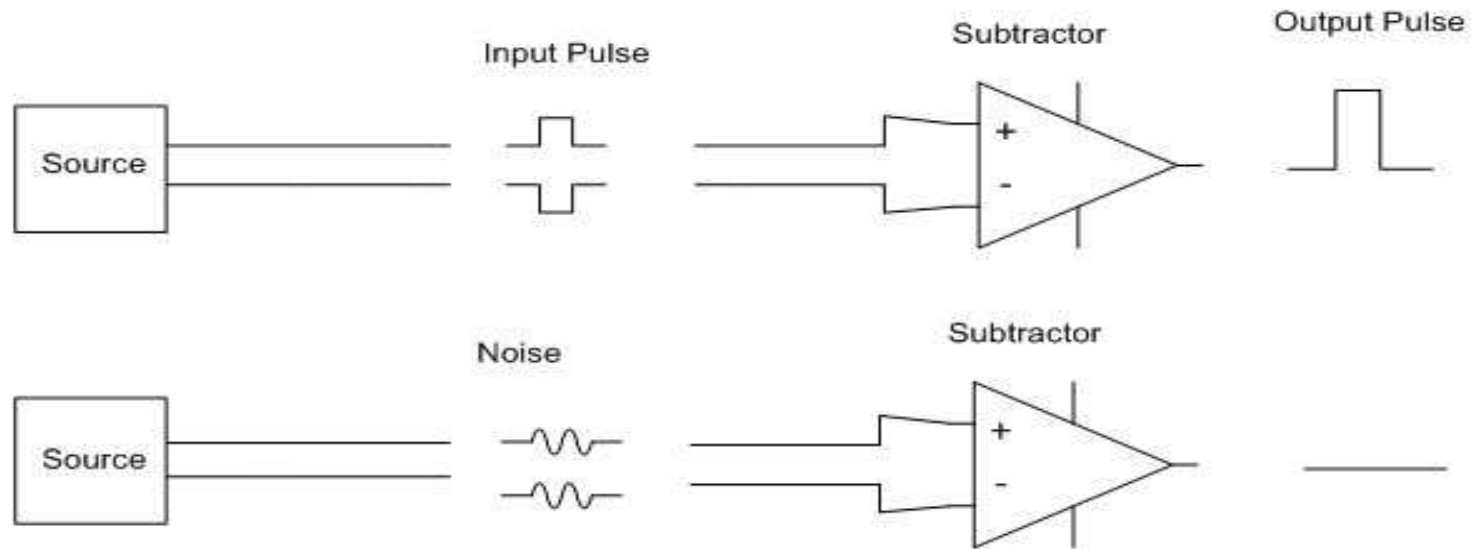 Output Pulse
Subtractor
Input Pulse
Source
+
-
Subtractor
Noise
Source
+
-